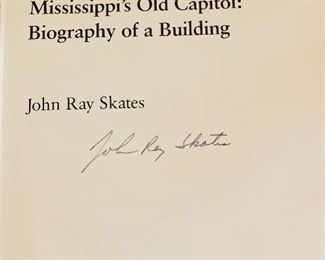 Mississippi's Old Capitol:
Biography of a Building
John Ray Skates
John Ray Skates